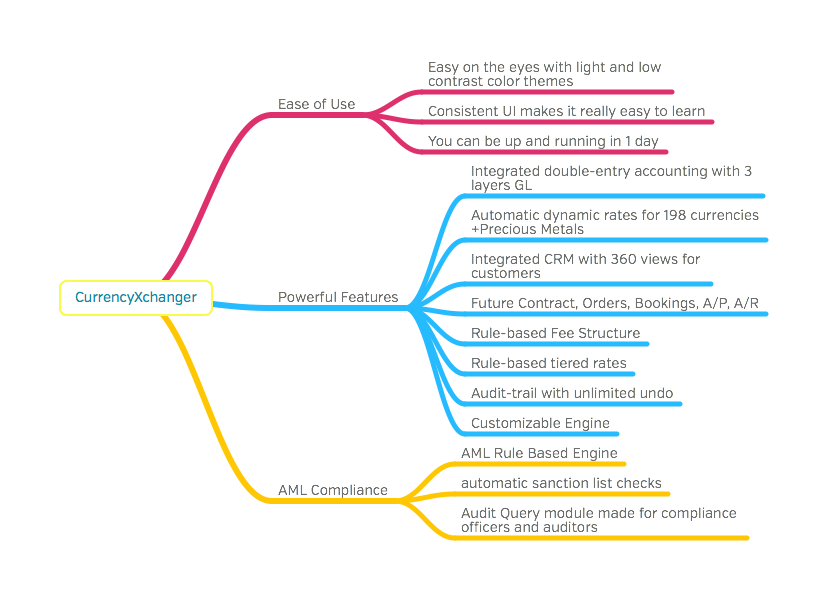 Easy on the eyes with light and low
contrast color themes
Ease of Use
Consistent UI makes it really easy to learn
You can be up and running in 1 day
Integrated double-entry accounting with 3
layers GL
Automatic dynamic rates for 198 currencies
+Precious Metals
Integrated CRM with 360 views for
customers
CurrencyXchanger
Powerful Features
Future Contract, Orders, Bookings, A/P, A/R
Rule-based Fee Structure
Rule-based tiered rates
Audit-trail with unlimited undo
Customizable Engine
AML Rule Based Engine
AML Compliance
automatic sanction list checks
Audit Query module made for compliance
officers and auditors